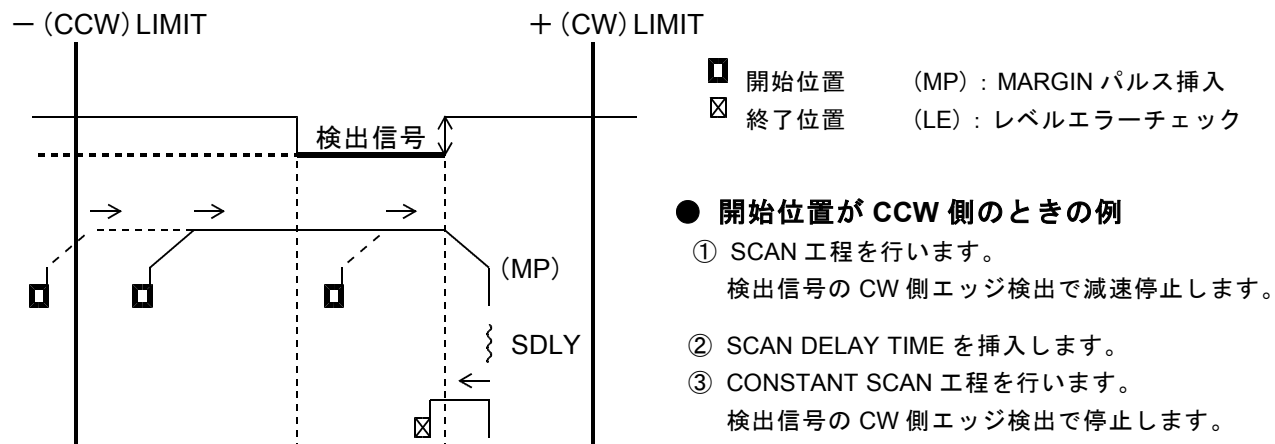 －(CCW) LIMIT
＋(CW) LIMIT
開始位置 (MP)：MARGIN パルス挿入
終了位置 (LE)：レベルエラーチェック
検出信号
(MP)
SDLY
● 開始位置が CCW 側のときの例
① SCAN 工程を行います。
検出信号の CW 側エッジ検出で減速停止します。
② SCAN DELAY TIME を挿入します。
③ CONSTANT SCAN 工程を行います。
検出信号の CW 側エッジ検出で停止します。